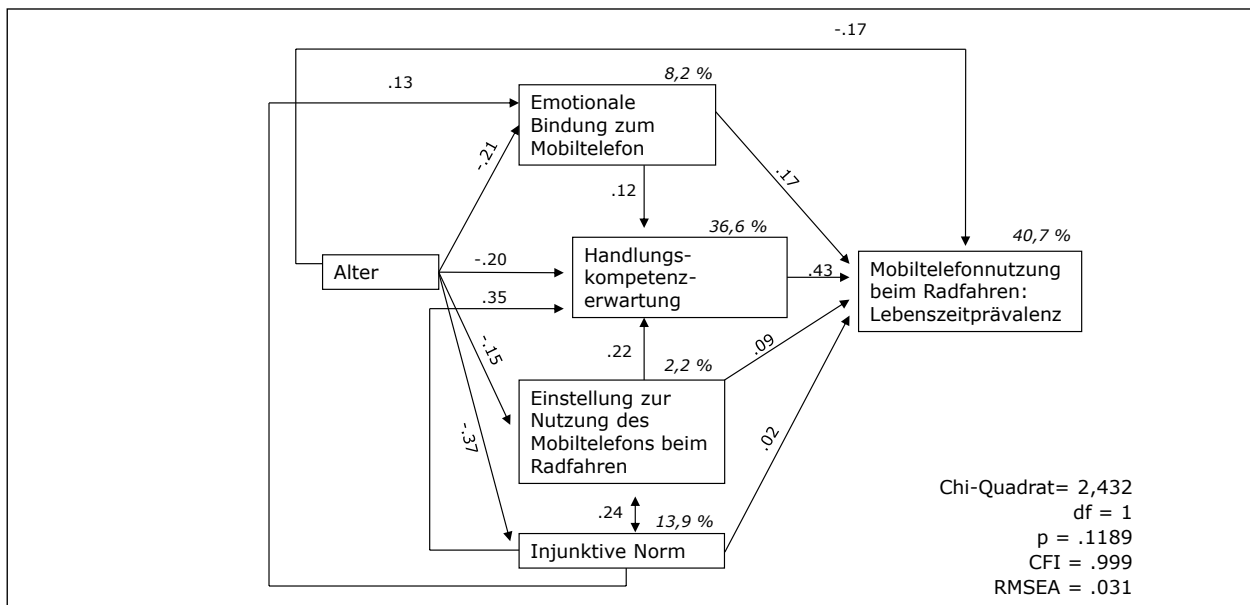 -.17
8,2 %
.13
Emotionale
Bindung zum
Mobiltelefon
-.21
.17
.12
36,6 %
40,7 %
Handlungs-
kompetenz-
erwartung
Alter
-.20
.43
Mobiltelefonnutzung
beim Radfahren:
Lebenszeitprävalenz
.35
-.15
.22
2,2 %
.09
Einstellung zur
Nutzung des
Mobiltelefons beim
Radfahren
-.37
.02
.24
13,9 %
Injunktive Norm
Chi-Quadrat= 2,432
df = 1
p = .1189
CFI = .999
RMSEA = .031